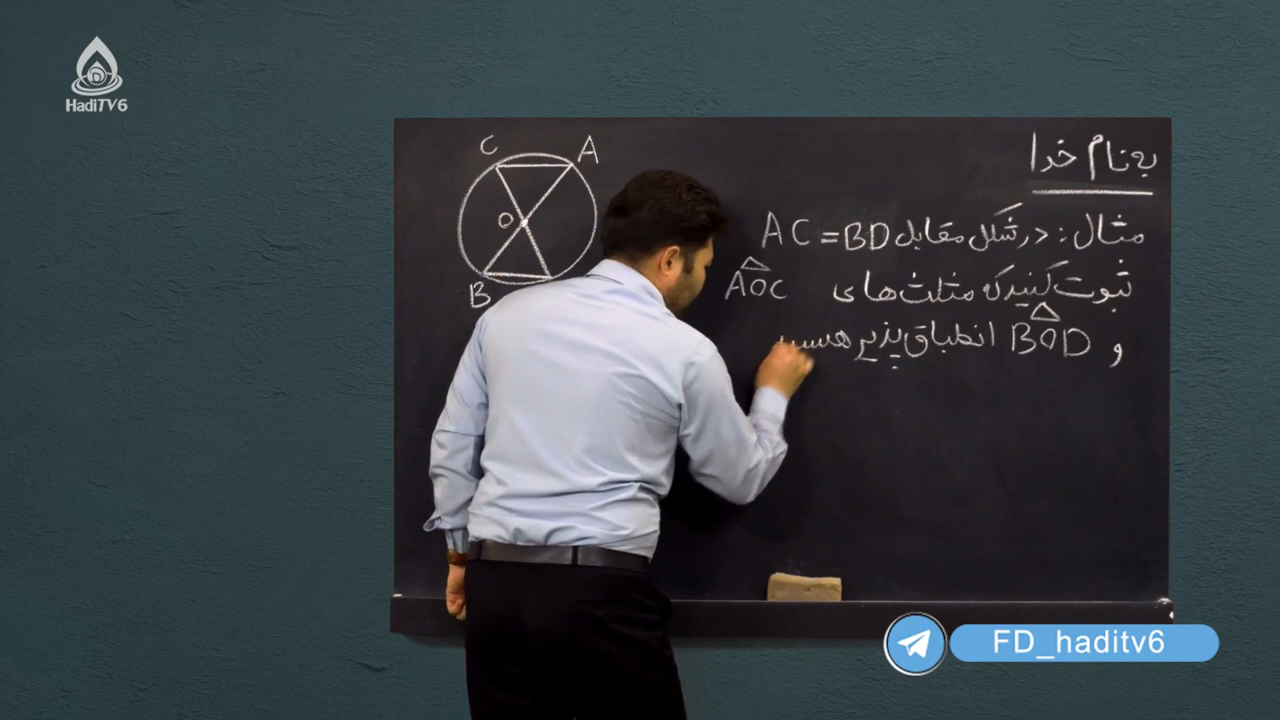 HadiTV6
به نام خدا
مثال: در شکل مقابل AC = BD
ثبوت کنید که مثلث های AOC
و BOD انطباق پذیر هستند
C
A
O
B
FD_haditv6